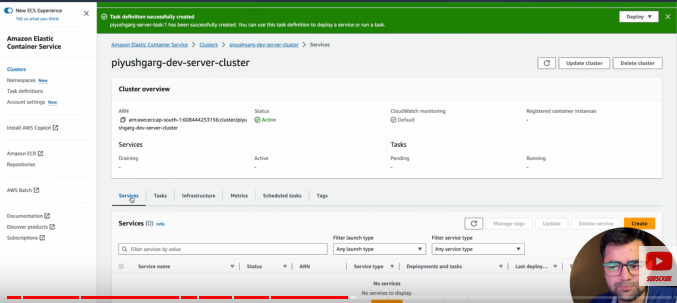 New ECS Experience
Tell us what you think
Amazon Elastic
Container Service
Clusters
Namespaces New
Task definitions
Account settings New
Install AWS Copilot
Amazon ECR
Repositories
AWS Batch
Documentation
Discover products
Subscriptions
Task definition successfully created
piyushgarg-server-task:1 has been successfully created. You can use this task definition to deploy a service or run a task.
Deploy
Amazon Elastic Container Service > Clusters > piyushgarg-dev-server-cluster > Services
piyushgarg-dev-server-cluster
Update cluster
Delete cluster
Cluster overview
ARN
Status
CloudWatch monitoring
Registered container instances
arn:aws:ecs:ap-south-1:608444253156:cluster/piyu
shgarg-dev-server-cluster
Active
Default
-
Services
Tasks
Draining
Active
Pending
Running
-
-
-
-
Services
Tasks
Infrastructure
Metrics
Scheduled tasks
Tags
Services (0) Info
Manage tags
Update
Delete service
Create
Filter launch type
Filter service type
Filter services by value
Any launch type
Any service type
Service name
Status
ARN
Service type
Deployments and tasks
Last deploy...
No services
No services to display.
SUBSCRIBE